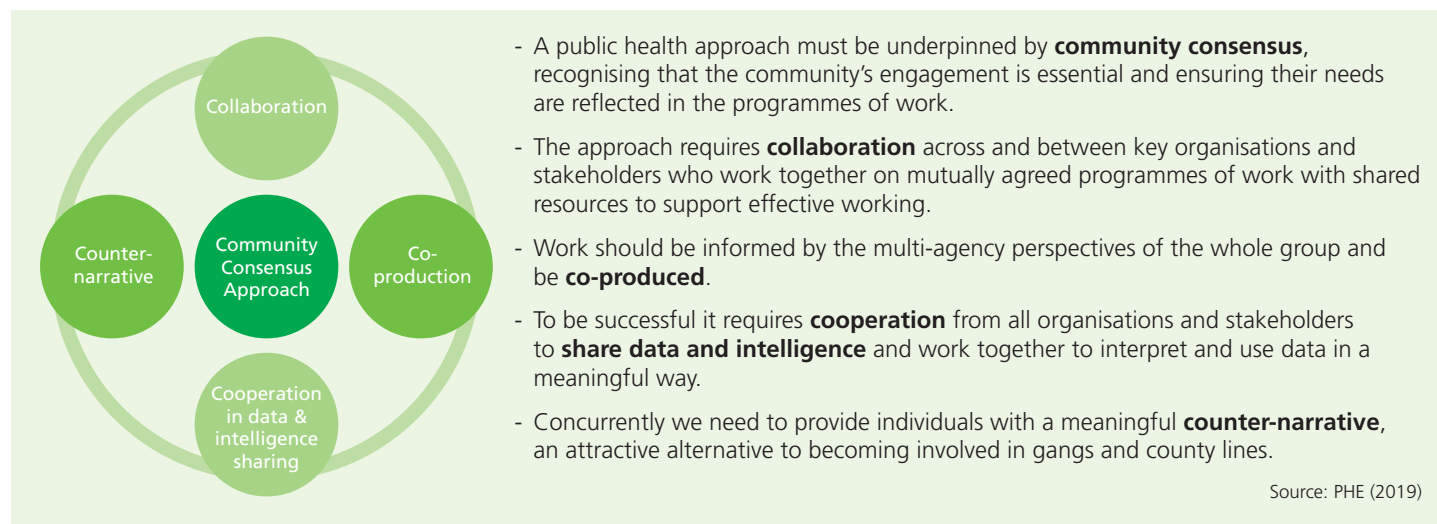 Collaboration
Counter-
narrative
Community
Consensus
Approach
Co-
production
Cooperation
in data &
intelligence
sharing
- A public health approach must be underpinned by community consensus,
recognising that the community’s engagement is essential and ensuring their needs
are reflected in the programmes of work.
- The approach requires collaboration across and between key organisations and
stakeholders who work together on mutually agreed programmes of work with shared
resources to support effective working.
- Work should be informed by the multi-agency perspectives of the whole group and
be co-produced.
- To be successful it requires cooperation from all organisations and stakeholders
to share data and intelligence and work together to interpret and use data in a
meaningful way.
- Concurrently we need to provide individuals with a meaningful counter-narrative,
an attractive alternative to becoming involved in gangs and county lines.
Source: PHE (2019)